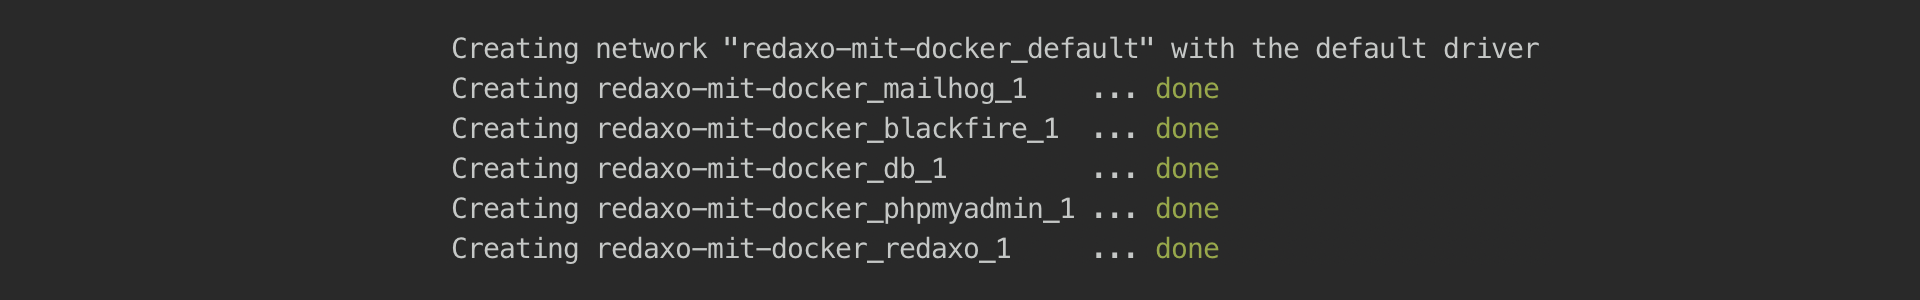 Creating network "redaxo-mit-docker_default" with the default driver
Creating redaxo-mit-docker_mailhog_1    ... done
Creating redaxo-mit-docker_blackfire_1  ... done
Creating redaxo-mit-docker_db_1         ... done
Creating redaxo-mit-docker_phpmyadmin_1 ... done
Creating redaxo-mit-docker_redaxo_1     ... done